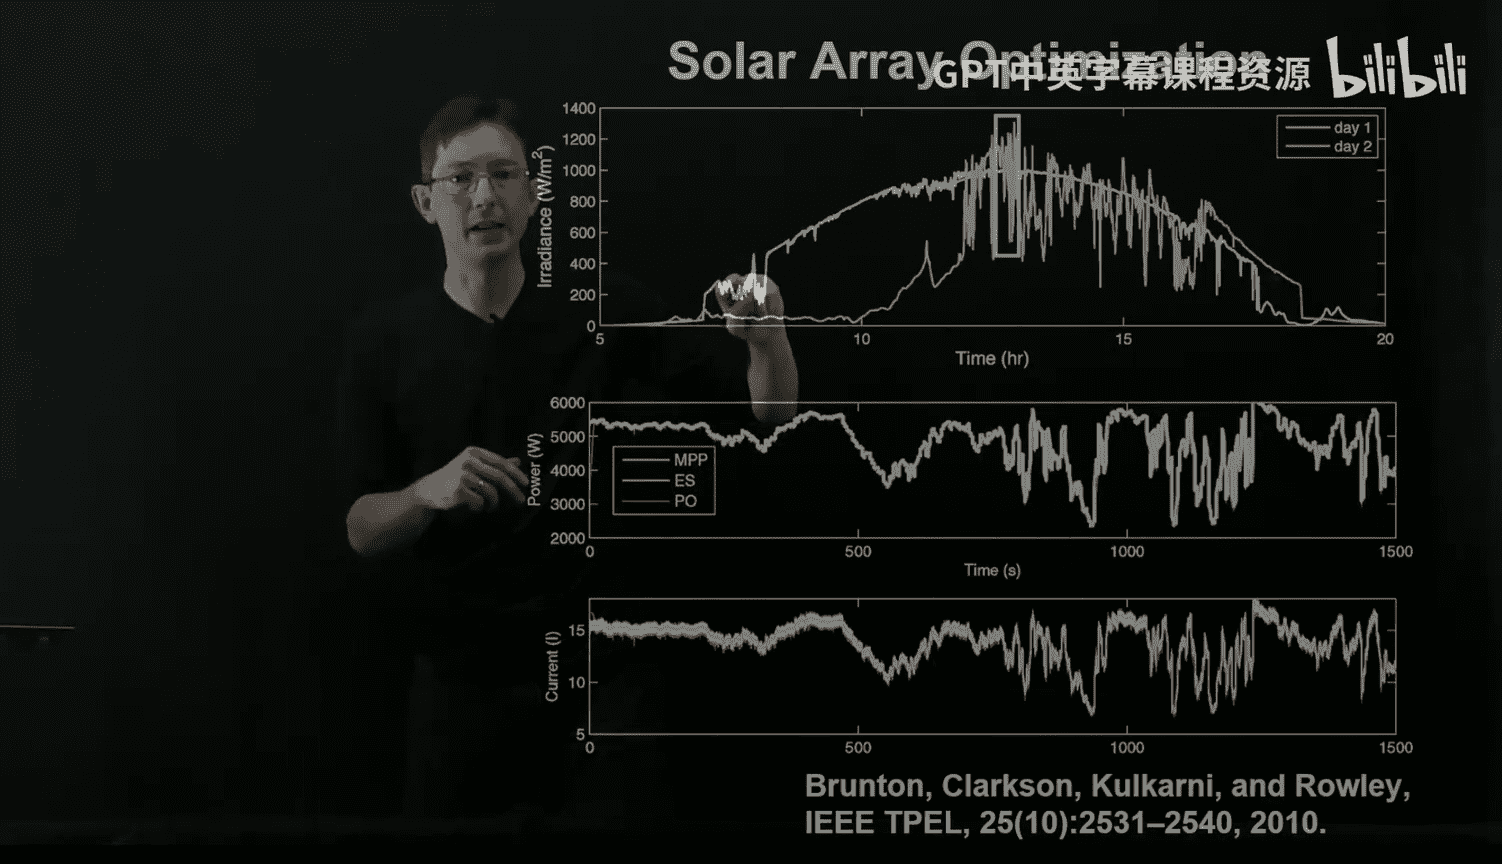 Solar Array Optimization
GPT中英字幕课程资源 bilibili
1400
1200
1000
800
600
400
200
0
Irradiance (W/m²)
day 1
day 2
5 10 15 20
Time (hr)
6000
5000
4000
3000
2000
Power (W)
MPP
ES
PO
0 500 1000 1500
Time (s)
15
10
5
Current (I)
0 500 1000 1500
Brunton, Clarkson, Kulkarni, and Rowley,
IEEE TPEL, 25(10):2531–2540, 2010.